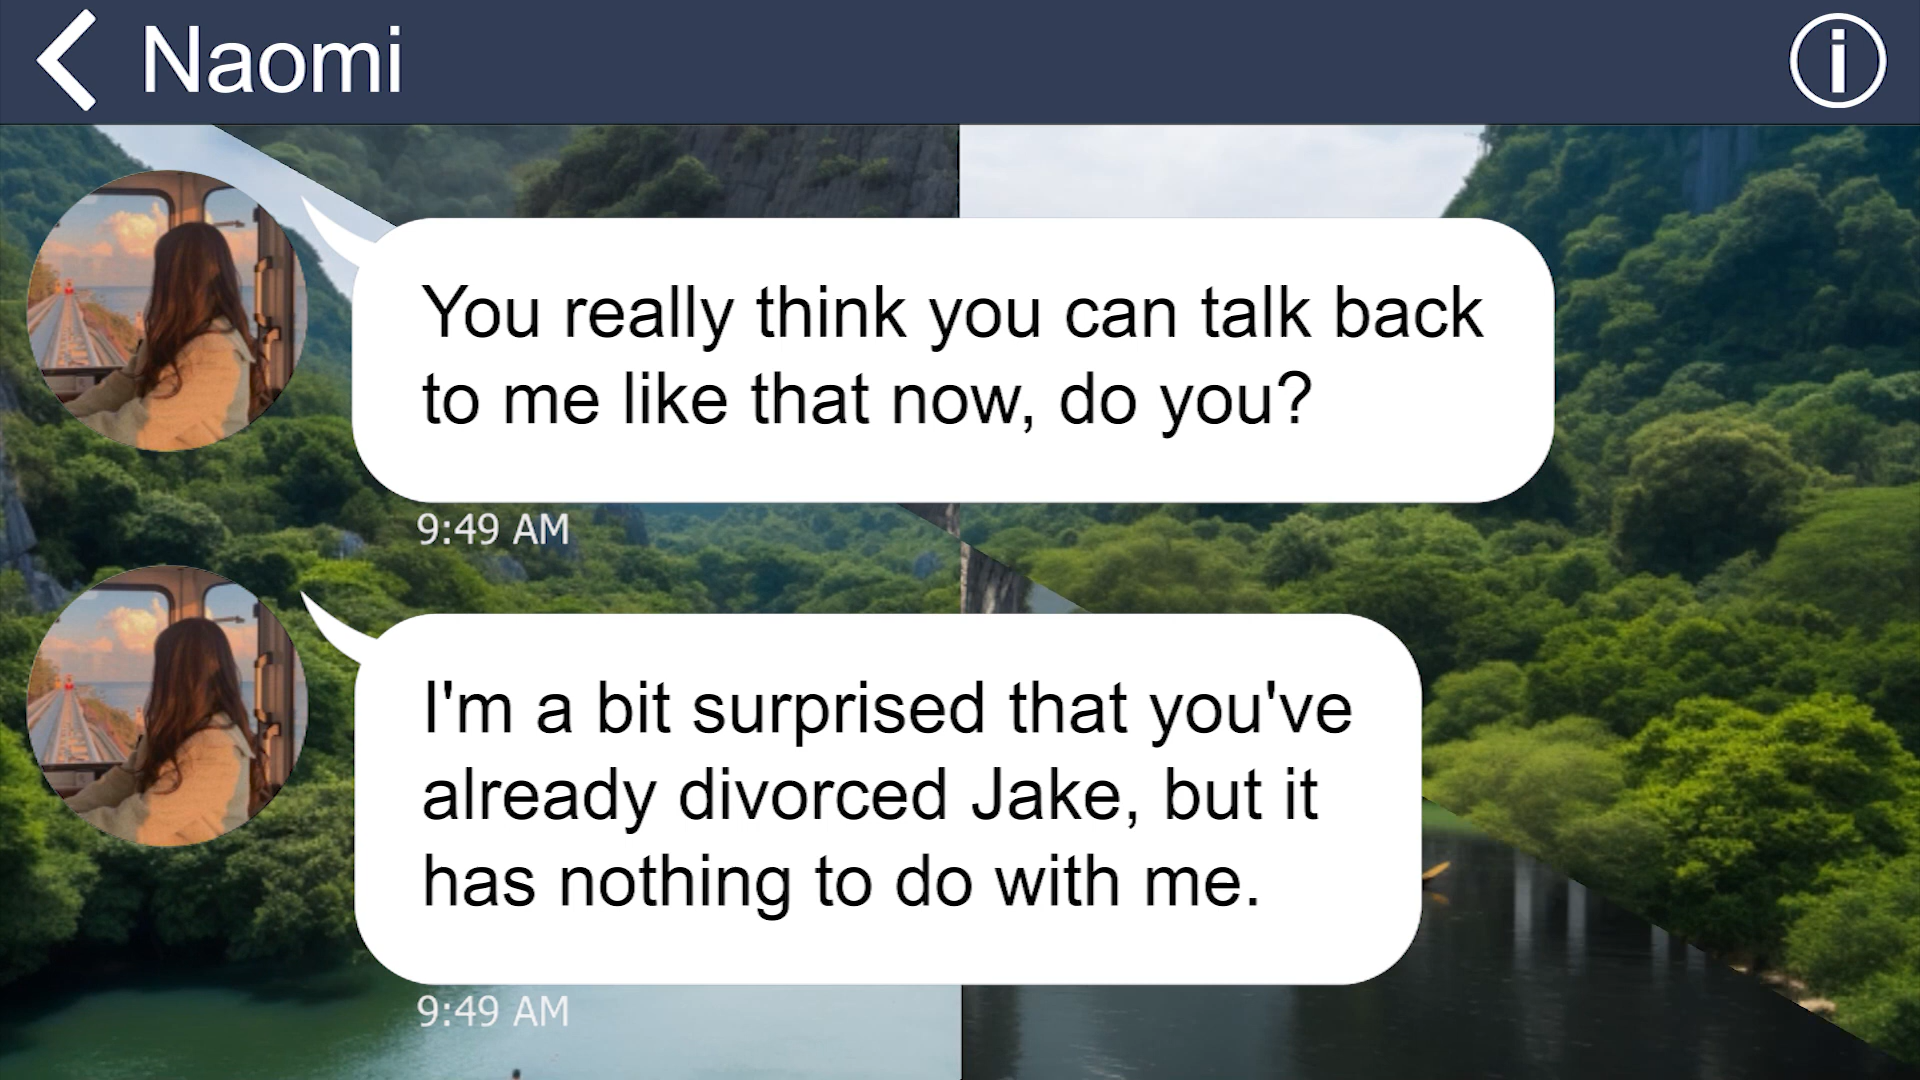 Naomi
You really think you can talk back
to me like that now, do you?
9:49 AM
I'm a bit surprised that you've
already divorced Jake, but it
has nothing to do with me.
9:49 AM